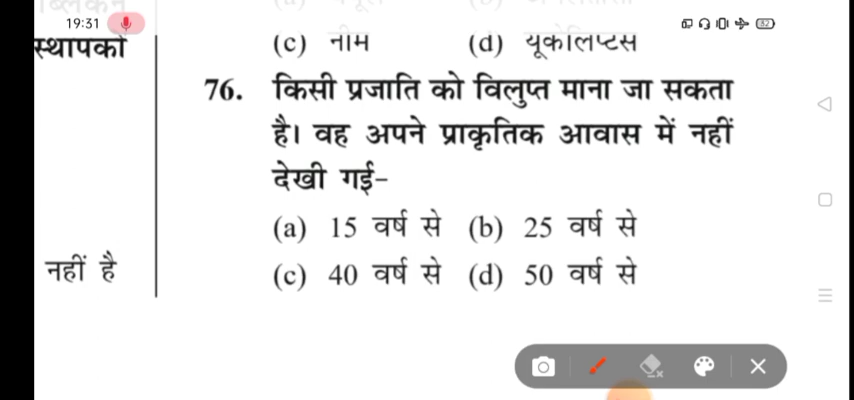 19:31
स्थापको
(c) नीम (d) यूकेलिप्टस
76. किसी प्रजाति को विलुप्त माना जा सकता
है। वह अपने प्राकृतिक आवास में नहीं
देखी गई–
(a) 15 वर्ष से (b) 25 वर्ष से
नहीं है
(c) 40 वर्ष से (d) 50 वर्ष से